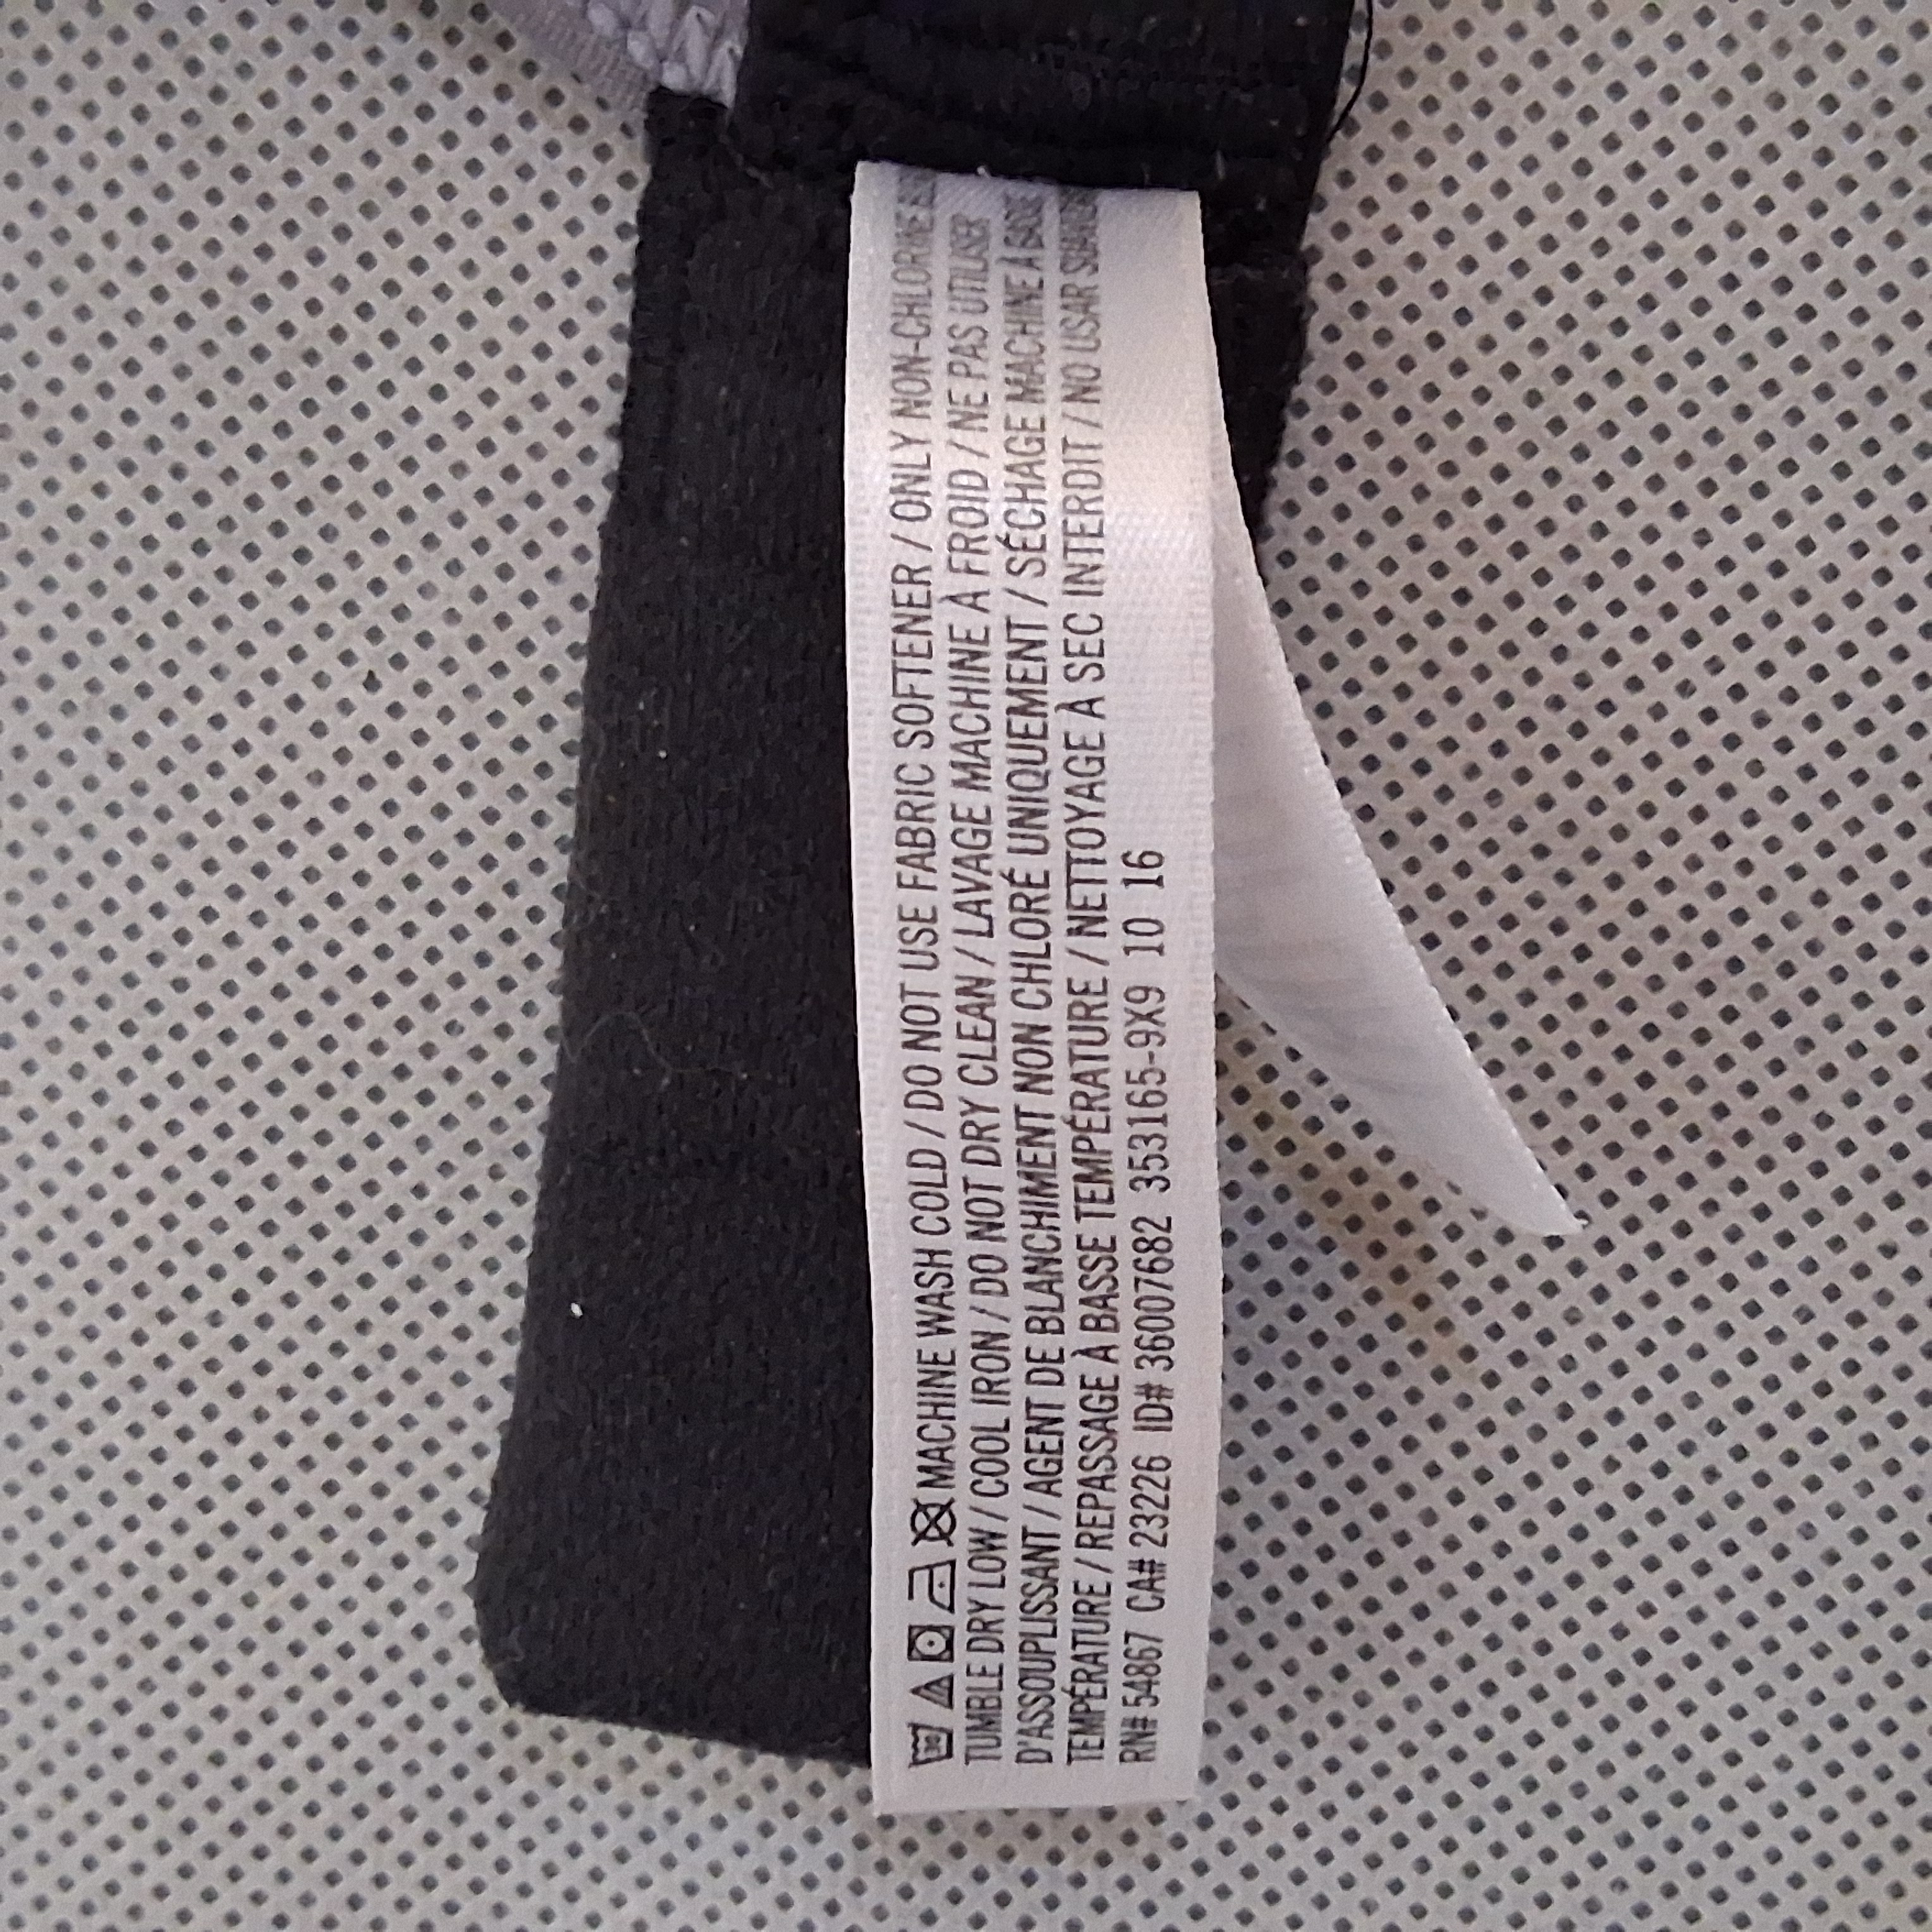 MACHINE WASH COLD / DO NOT USE FABRIC SOFTENER / ONLY NON-CHLORINE
TUMBLE DRY LOW / COOL IRON / DO NOT DRY CLEAN / LAVAGE MACHINE À FROID / NE PAS UTILISER
D'ASSOUPLISSANT / AGENT DE BLANCHIMENT NON CHLORÉ UNIQUEMENT / SÉCHAGE MACHINE À BASSE
TEMPÉRATURE / REPASSAGE À BASSE TEMPÉRATURE / NETTOYAGE À SEC INTERDIT / NO USAR
RN# 54867 CA# 23226 ID# 36007682 353165-9X9 10 16